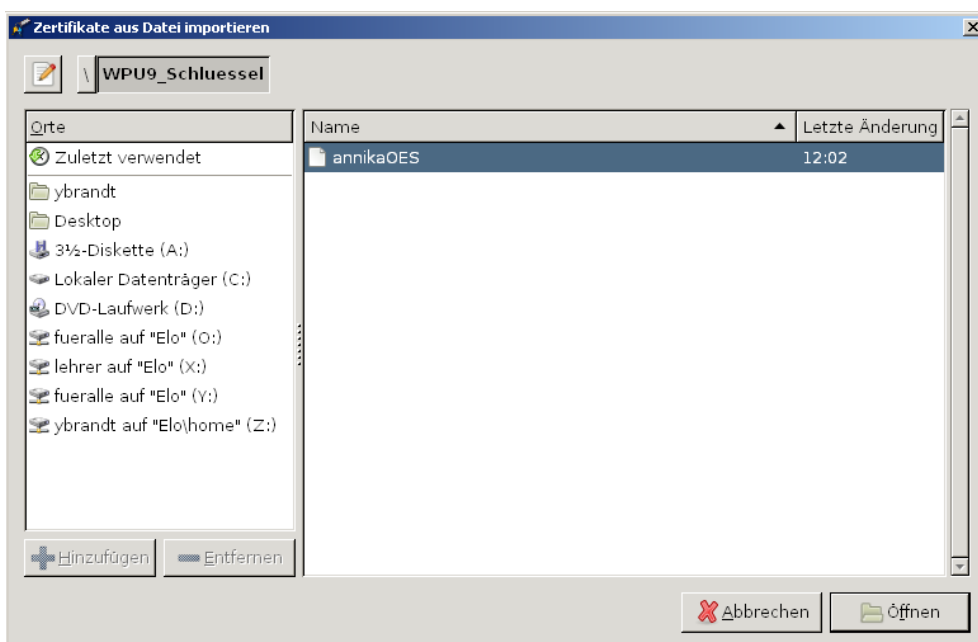 Zertifikate aus Datei importieren
\ WPU9_Schluessel
Orte
Zuletzt verwendet
ybrandt
Desktop
3½-Diskette (A:)
Lokaler Datenträger (C:)
DVD-Laufwerk (D:)
fueralle auf "Elo" (O:)
lehrer auf "Elo" (X:)
fueralle auf "Elo" (Y:)
ybrandt auf "Elo\home" (Z:)
Hinzufügen Entfernen
Name Letzte Änderung
annikaOES 12:02
Abbrechen Öffnen